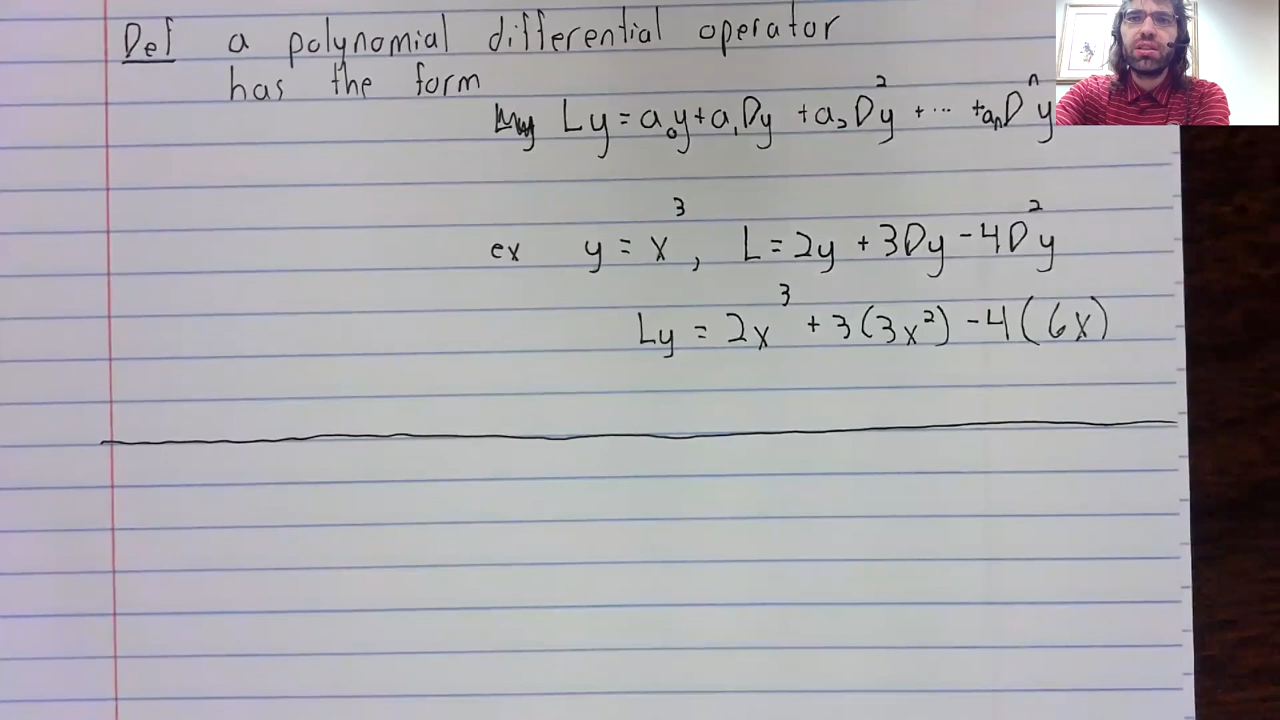 Def a polynomial differential operator
has the form
Ly = a₀y + a₁Dy + a₂D²y + ... + aₙDⁿy
ex y = x³, L = 2y + 3Dy - 4D²y
Ly = 2x³ + 3(3x²) - 4(6x)